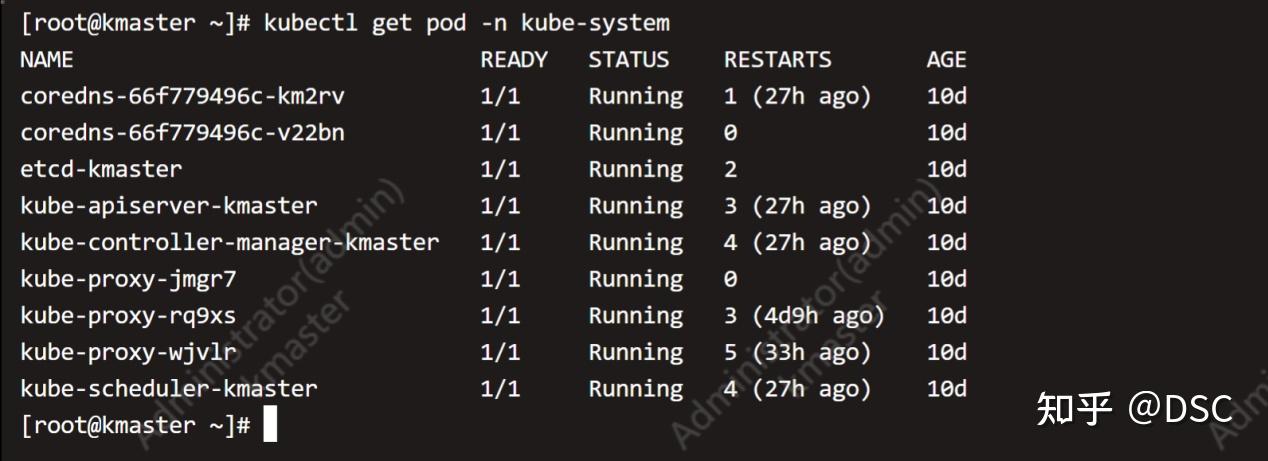 [root@kmaster ~]# kubectl get pod -n kube-system
NAME READY STATUS RESTARTS AGE
coredns-66f779496c-km2rv 1/1 Running 1 (27h ago) 10d
coredns-66f779496c-v22bn 1/1 Running 0 10d
etcd-kmaster 1/1 Running 2 10d
kube-apiserver-kmaster 1/1 Running 3 (27h ago) 10d
kube-controller-manager-kmaster 1/1 Running 4 (27h ago) 10d
kube-proxy-jmgr7 1/1 Running 0 10d
kube-proxy-rq9xs 1/1 Running 3 (4d9h ago) 10d
kube-proxy-wjvlr 1/1 Running 5 (33h ago) 10d
kube-scheduler-kmaster 1/1 Running 4 (27h ago) 10d
[root@kmaster ~]#
Administrator(admin)
kmaster
Administrator(admin)
kmaster
Admi
知乎 @DSC